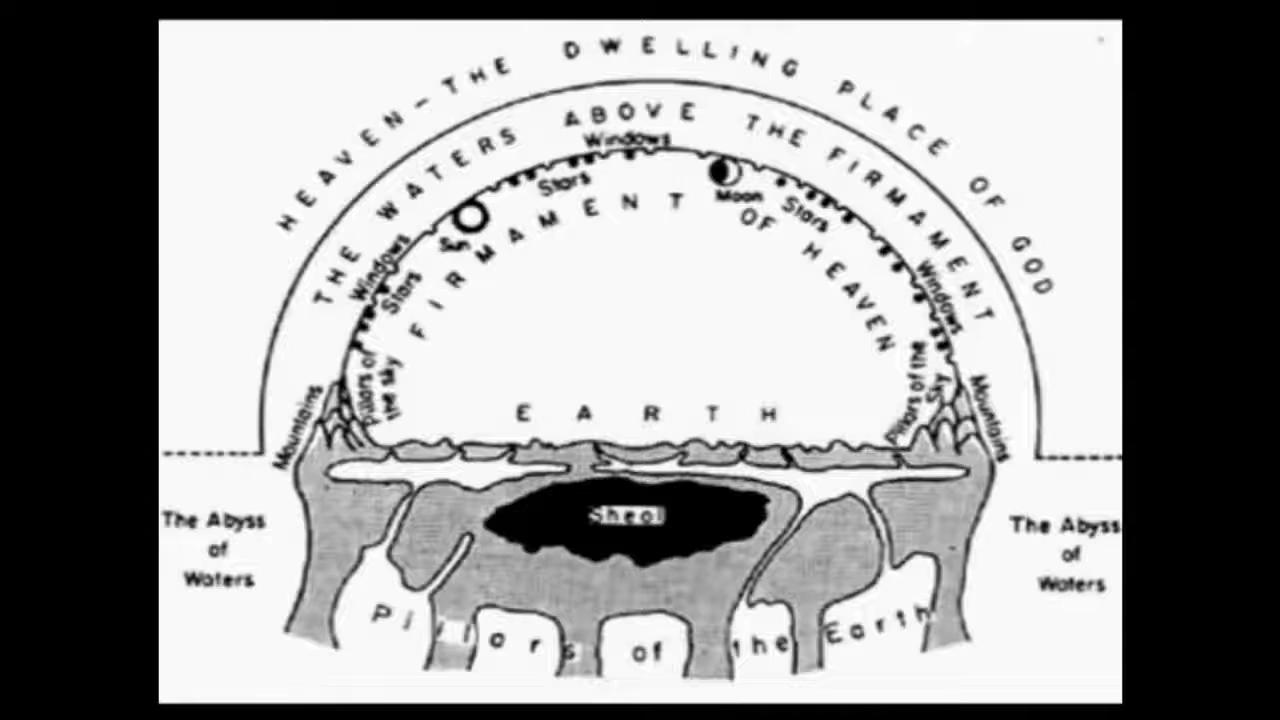 HEAVEN - THE DWELLING PLACE OF GOD
THE WATERS ABOVE THE FIRMAMENT
Windows
Stars
Moon
Stars
Sun
FIRMAMENT OF HEAVEN
Windows
Stars
Windows
Pillars of
the sky
Pillars of the
Sky
Mountains
Mountains
EARTH
Sheol
The Abyss
of
Waters
The Abyss
of
Waters
Pillars of the Earth